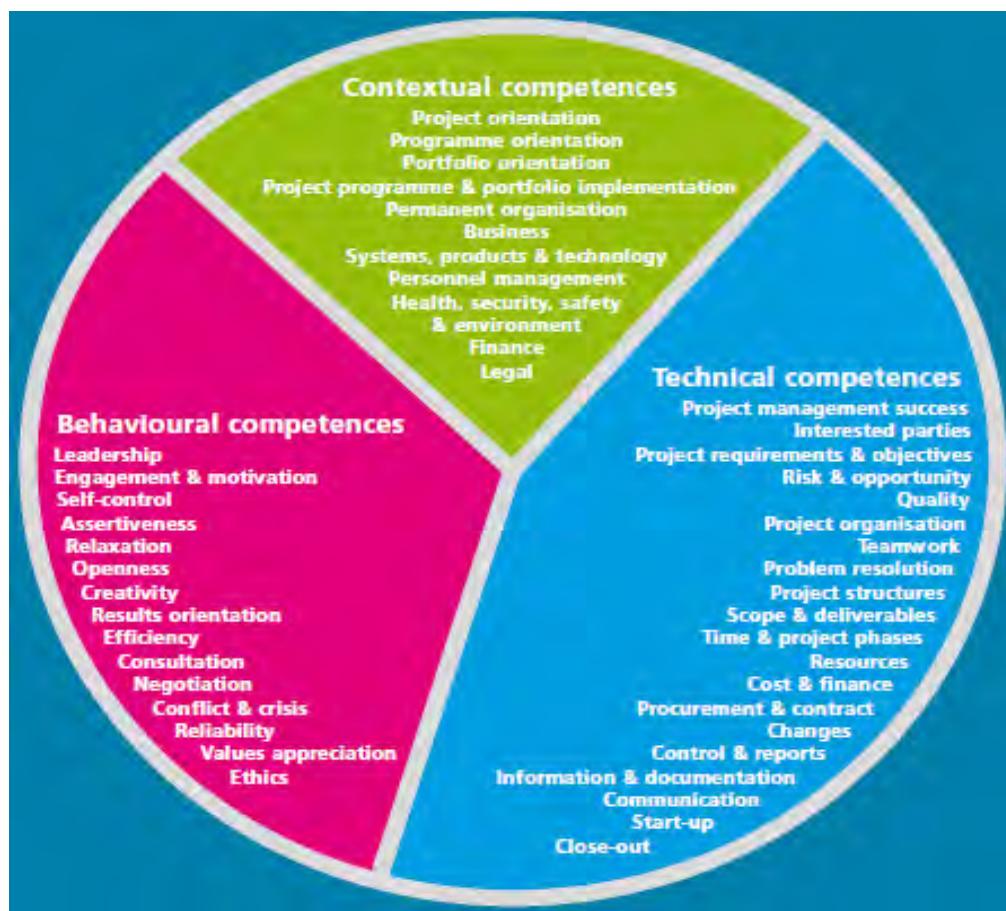 Contextual competences
Project orientation
Programme orientation
Portfolio orientation
Project programme & portfolio implementation
Permanent organisation
Business
Systems, products & technology
Personnel management
Health, security, safety
& environment
Finance
Legal
Behavioural competences
Leadership
Engagement & motivation
Self-control
Assertiveness
Relaxation
Openness
Creativity
Results orientation
Efficiency
Consultation
Negotiation
Conflict & crisis
Reliability
Values appreciation
Ethics
Technical competences
Project management success
Interested parties
Project requirements & objectives
Risk & opportunity
Quality
Project organisation
Teamwork
Problem resolution
Project structures
Scope & deliverables
Time & project phases
Resources
Cost & finance
Procurement & contract
Changes
Control & reports
Information & documentation
Communication
Start-up
Close-out